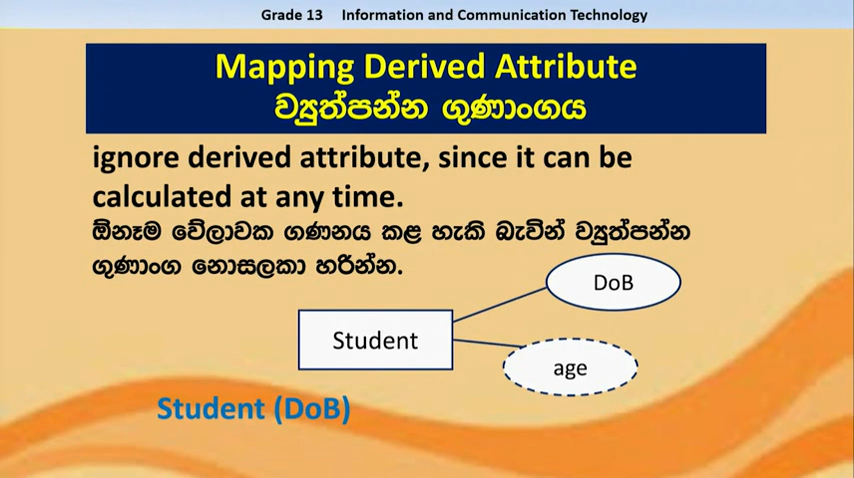 Grade 13 Information and Communication Technology
Mapping Derived Attribute
ව්‍යුත්පන්න ගුණාංගය
ignore derived attribute, since it can be
calculated at any time.
ඕනෑම වේලාවක ගණනය කළ හැකි බැවින් ව්‍යුත්පන්න
ගුණාංග නොසලකා හරින්න.
DoB
Student
age
Student (DoB)